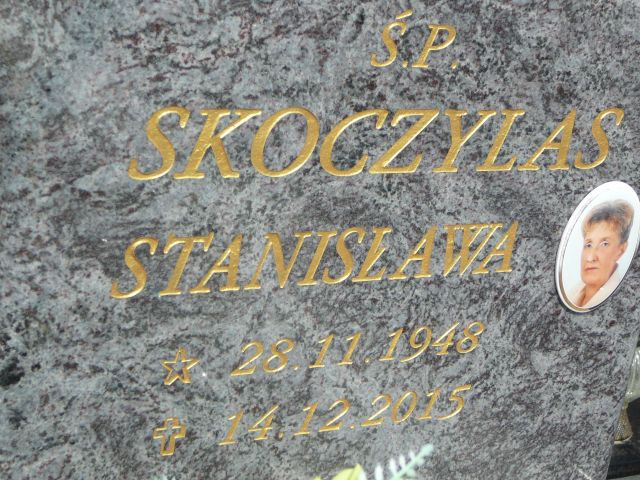 Ś.P.
SKOCZYLAS
STANISŁAWA
28.11.1948
14.12.2015